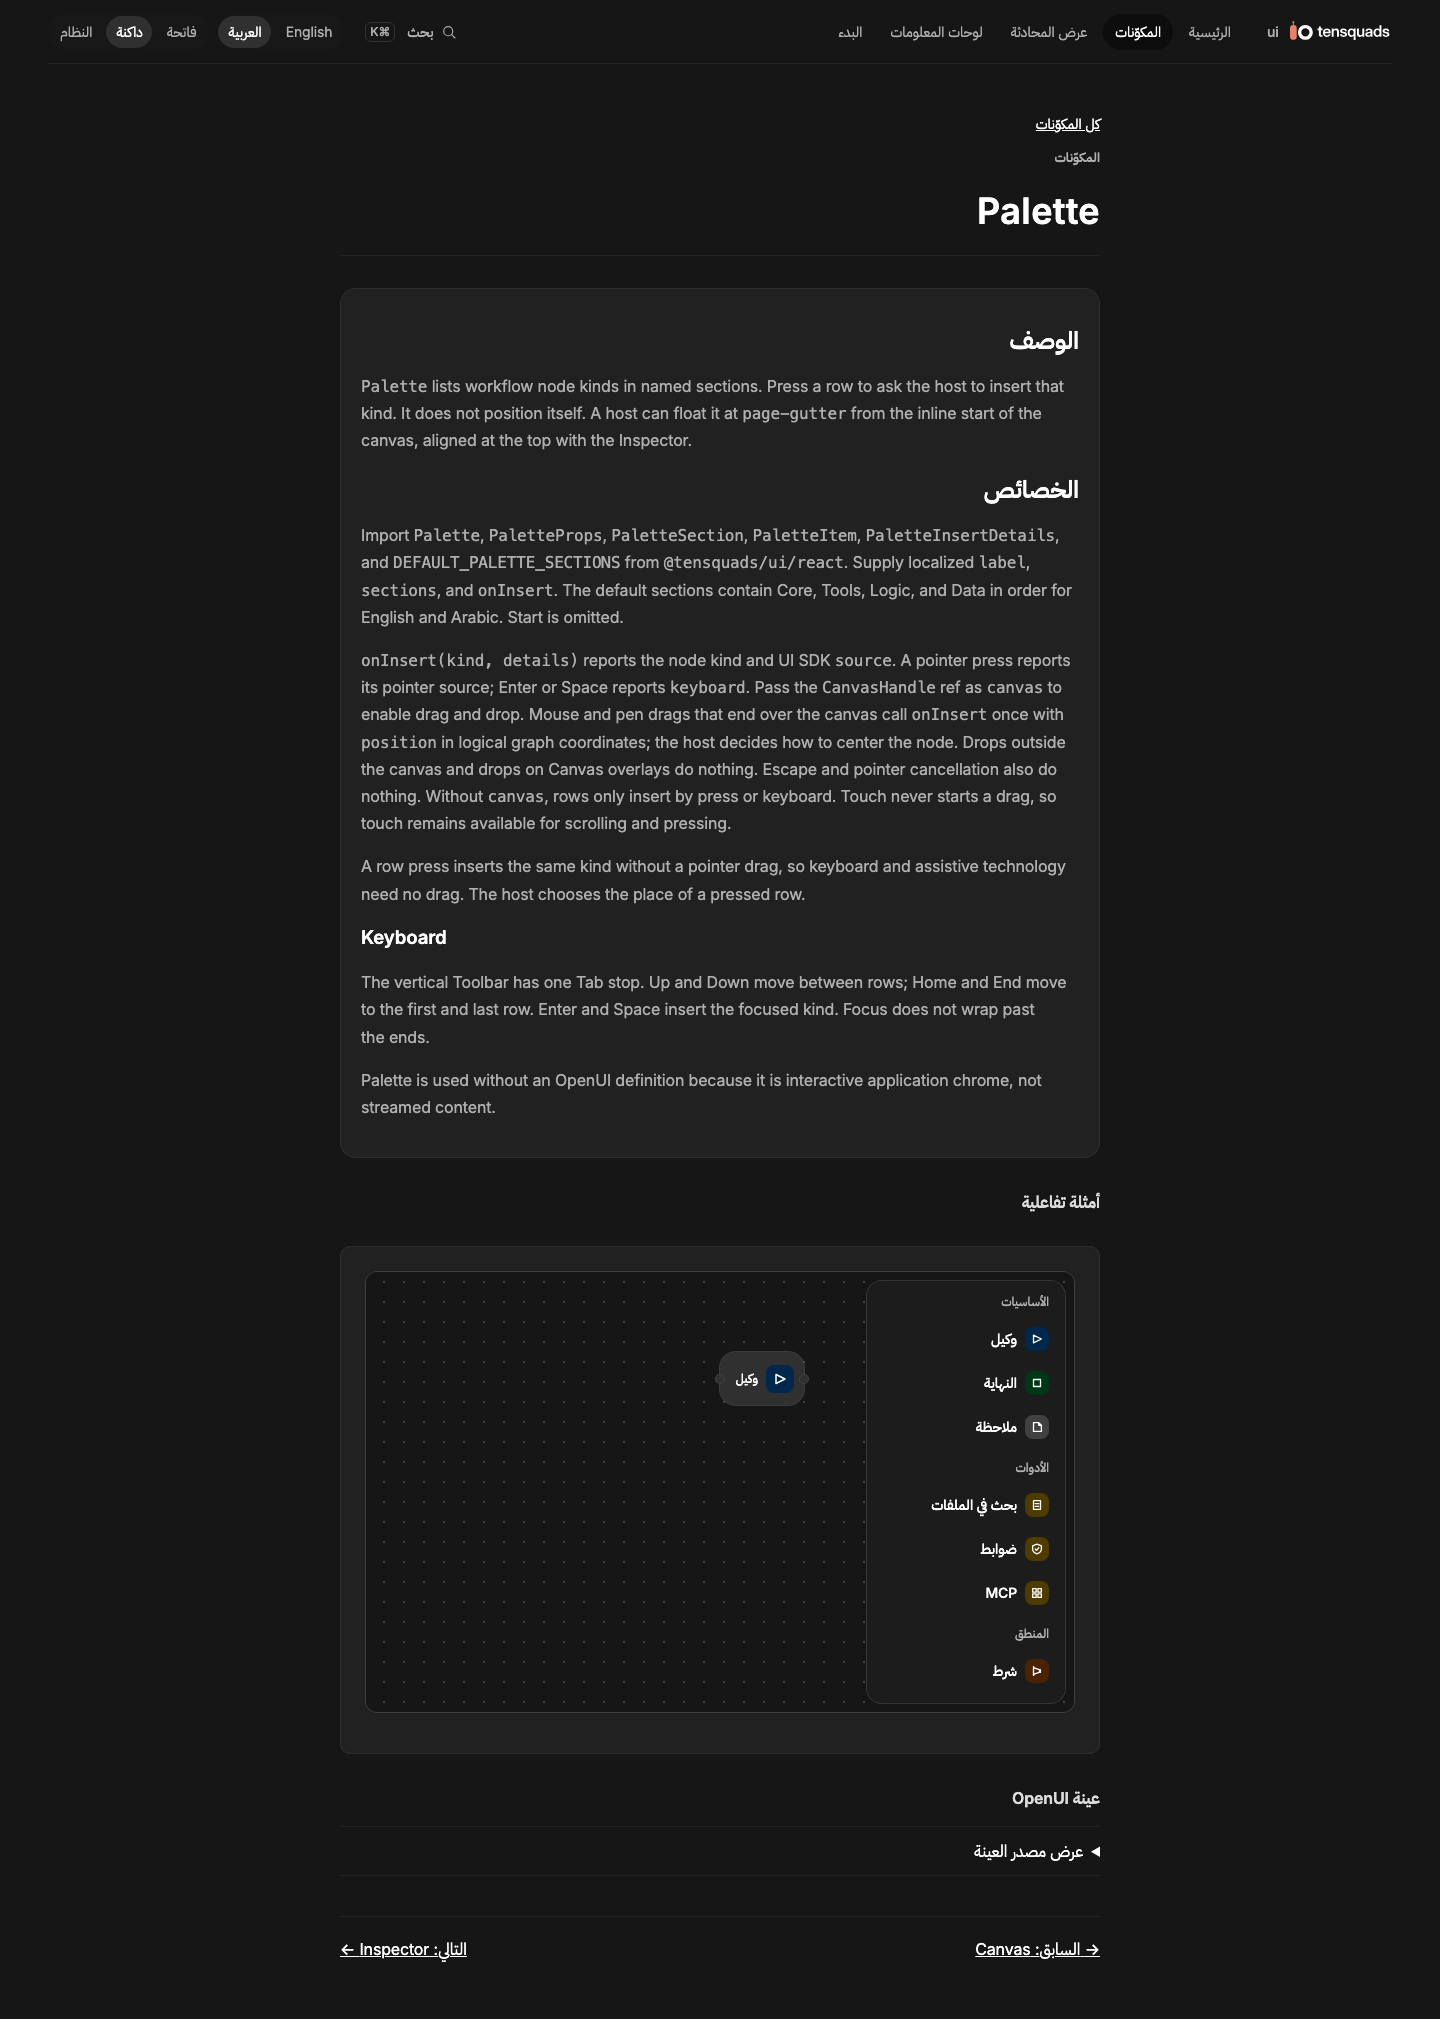 tensquads ui
الرئيسية
المكوّنات
عرض المحادثة
لوحات المعلومات
البدء
بحث
⌘K
English
العربية
فاتحة
داكنة
النظام
كل المكوّنات
المكوّنات
Palette
الوصف
Palette lists workflow node kinds in named sections. Press a row to ask the host to insert that
kind. It does not position itself. A host can float it at page-gutter from the inline start of the
canvas, aligned at the top with the Inspector.
الخصائص
Import Palette, PaletteProps, PaletteSection, PaletteItem, PaletteInsertDetails,
and DEFAULT_PALETTE_SECTIONS from @tensquads/ui/react. Supply localized label,
sections, and onInsert. The default sections contain Core, Tools, Logic, and Data in order for
English and Arabic. Start is omitted.
onInsert(kind, details) reports the node kind and UI SDK source. A pointer press reports
its pointer source; Enter or Space reports keyboard. Pass the CanvasHandle ref as canvas to
enable drag and drop. Mouse and pen drags that end over the canvas call onInsert once with
position in logical graph coordinates; the host decides how to center the node. Drops outside
the canvas and drops on Canvas overlays do nothing. Escape and pointer cancellation also do
nothing. Without canvas, rows only insert by press or keyboard. Touch never starts a drag, so
touch remains available for scrolling and pressing.
A row press inserts the same kind without a pointer drag, so keyboard and assistive technology
need no drag. The host chooses the place of a pressed row.
Keyboard
The vertical Toolbar has one Tab stop. Up and Down move between rows; Home and End move
to the first and last row. Enter and Space insert the focused kind. Focus does not wrap past
the ends.
Palette is used without an OpenUI definition because it is interactive application chrome, not
streamed content.
أمثلة تفاعلية
الأساسيات
وكيل
النهاية
ملاحظة
الأدوات
بحث في الملفات
ضوابط
MCP
المنطق
شرط
وكيل
عينة OpenUI
عرض مصدر العينة
→ السابق: Canvas
التالي: Inspector ←